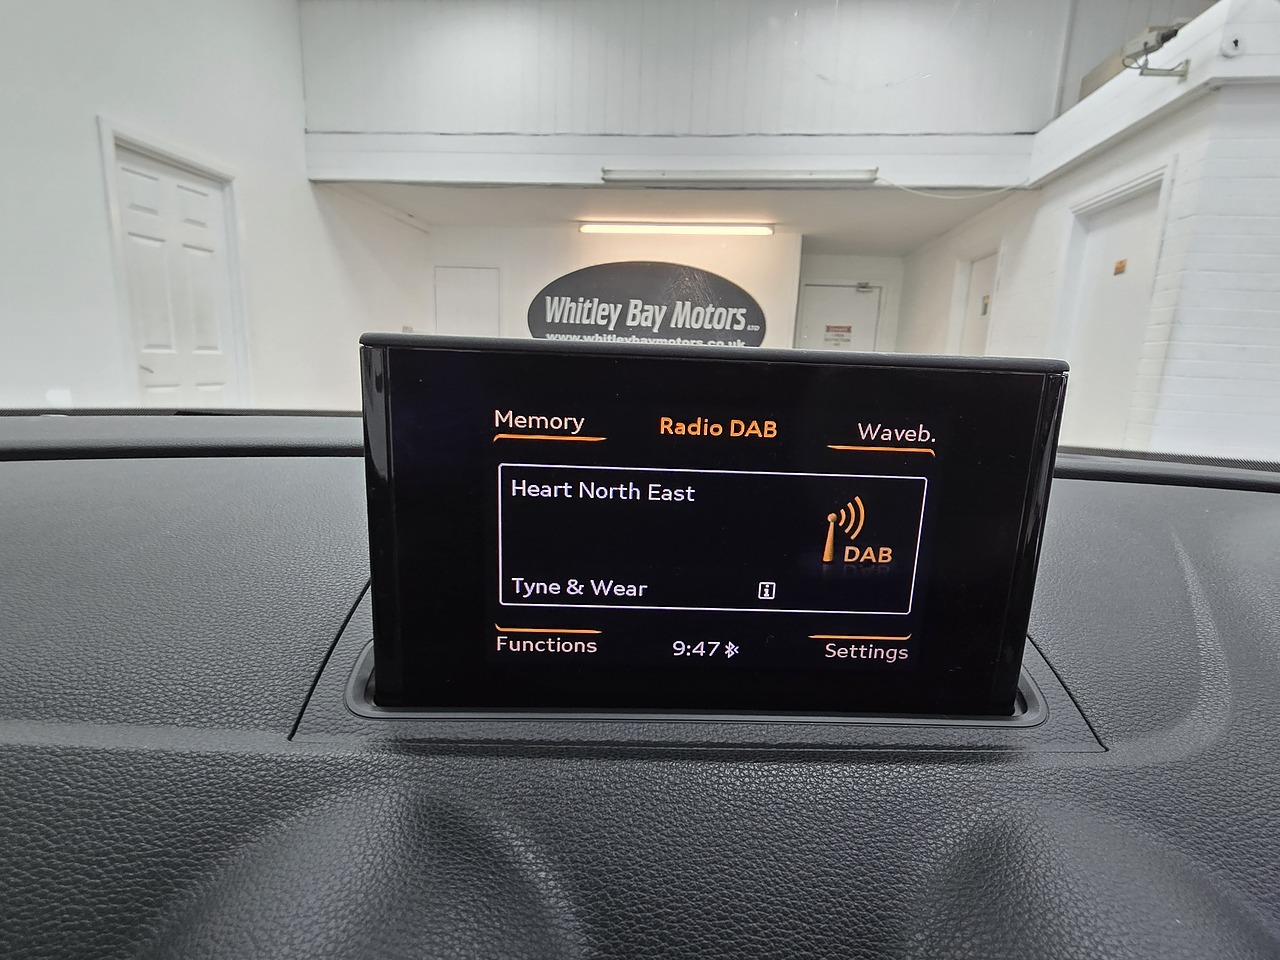 Whitley Bay Motors LTD
www.whitleybaymotors.co.uk
Memory
Radio DAB
Waveb.
Heart North East
DAB
Tyne & Wear
Functions
9:47
Settings